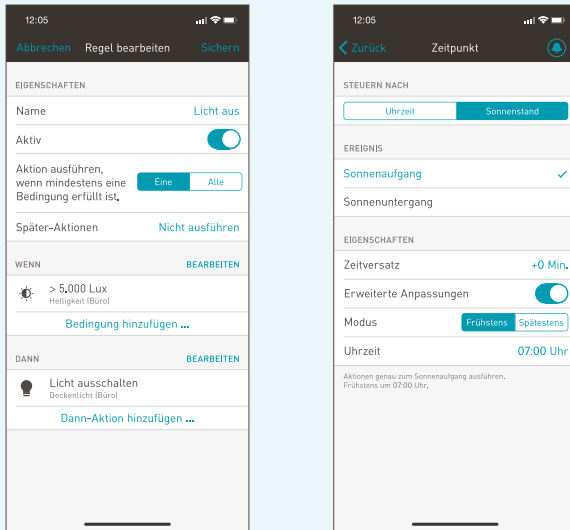 12:05
Abbrechen Regel bearbeiten Sichern
EIGENSCHAFTEN
Name Licht aus
Aktiv
Aktion ausführen,
wenn mindestens eine
Bedingung erfüllt ist.
Eine Alle
Später-Aktionen Nicht ausführen
WENN BEARBEITEN
> 5.000 Lux
Helligkeit (Büro)
Bedingung hinzufügen ...
DANN BEARBEITEN
Licht ausschalten
Deckenlicht (Büro)
Dann-Aktion hinzufügen ...
12:05
Zurück Zeitpunkt
STEUERN NACH
Uhrzeit Sonnenstand
EREIGNIS
Sonnenaufgang
Sonnenuntergang
EIGENSCHAFTEN
Zeitversatz +0 Min.
Erweiterte Anpassungen
Modus Frühstens Spätestens
Uhrzeit 07:00 Uhr
Aktionen genau zum Sonnenaufgang ausführen.
Frühstens um 07:00 Uhr.